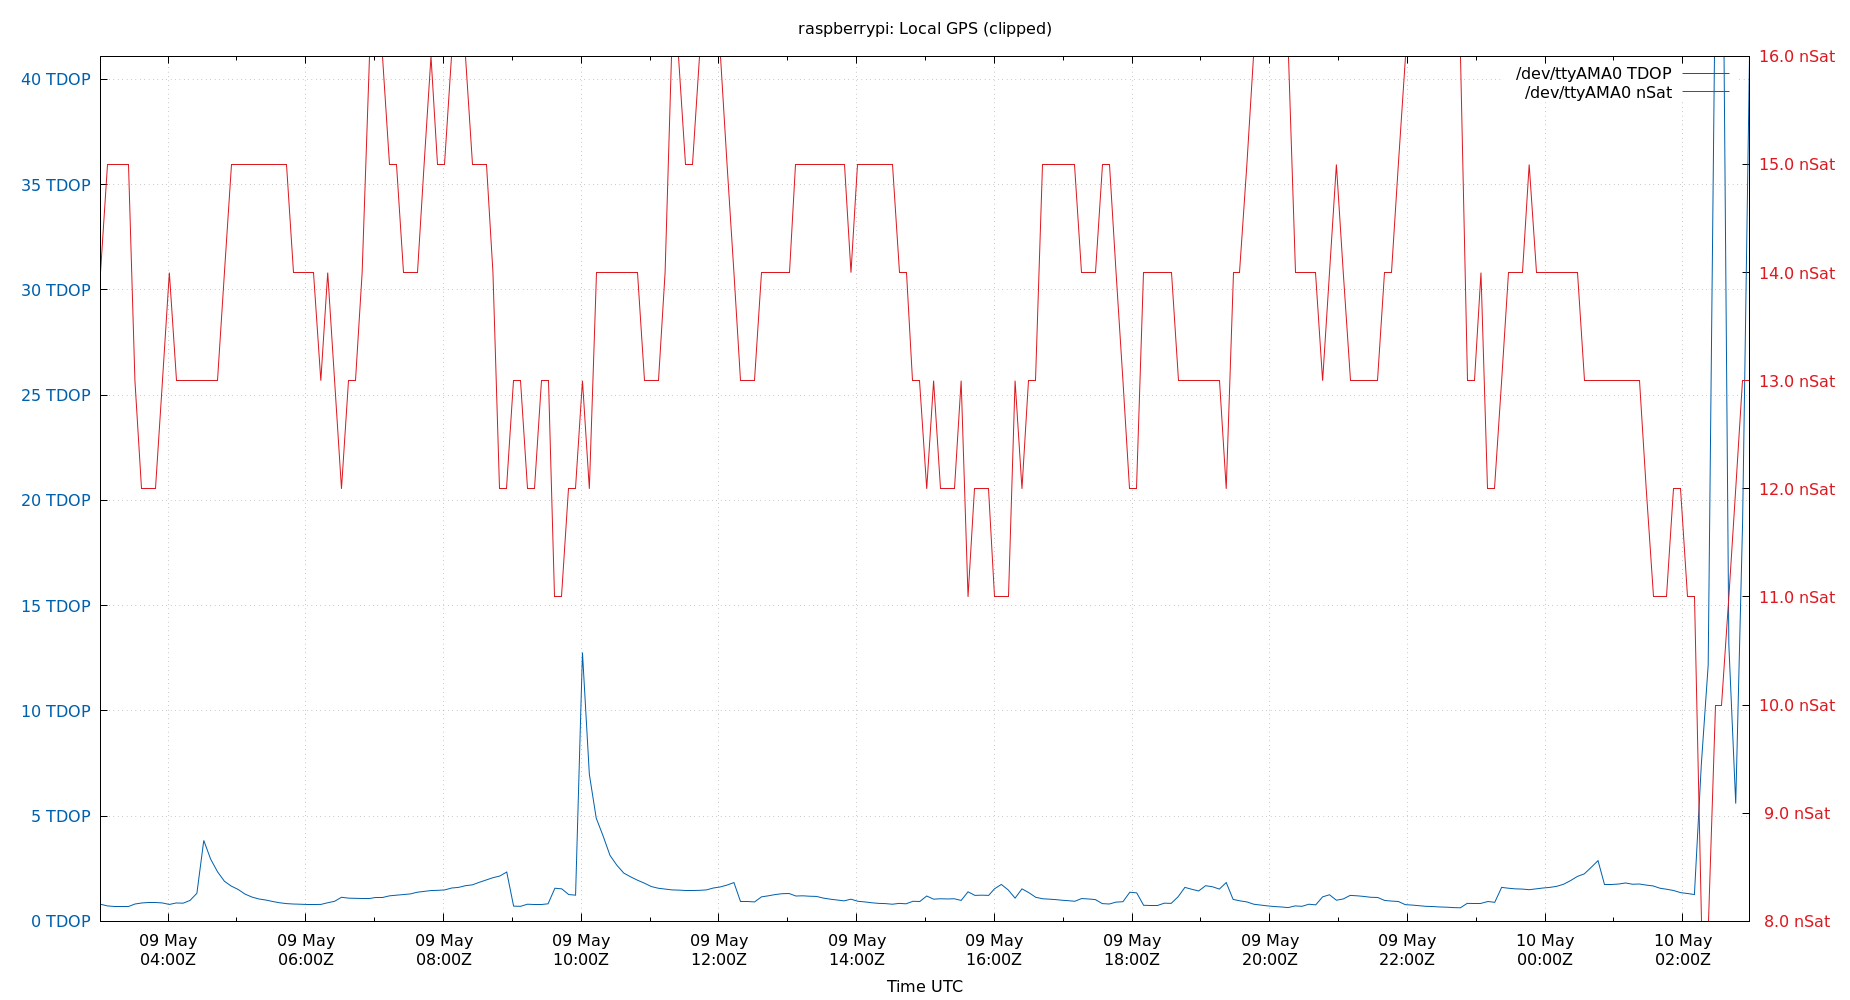 raspberrypi: Local GPS (clipped)
/dev/ttyAMA0 TDOP
/dev/ttyAMA0 nSat
40 TDOP
35 TDOP
30 TDOP
25 TDOP
20 TDOP
15 TDOP
10 TDOP
5 TDOP
0 TDOP
16.0 nSat
15.0 nSat
14.0 nSat
13.0 nSat
12.0 nSat
11.0 nSat
10.0 nSat
9.0 nSat
8.0 nSat
09 May
04:00Z
09 May
06:00Z
09 May
08:00Z
09 May
10:00Z
09 May
12:00Z
09 May
14:00Z
09 May
16:00Z
09 May
18:00Z
09 May
20:00Z
09 May
22:00Z
10 May
00:00Z
10 May
02:00Z
Time UTC